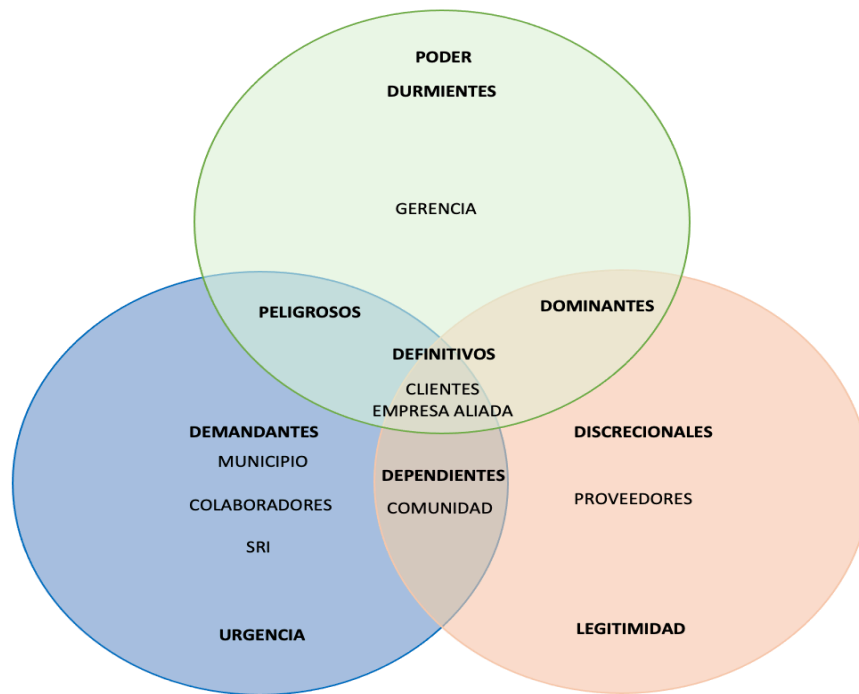 PODER
DURMIENTES
GERENCIA
PELIGROSOS
DOMINANTES
DEFINITIVOS
CLIENTES
EMPRESA ALIADA
DEMANDANTES
MUNICIPIO
COLABORADORES
SRI
DISCRECIONALES
DEPENDIENTES
COMUNIDAD
PROVEEDORES
URGENCIA
LEGITIMIDAD